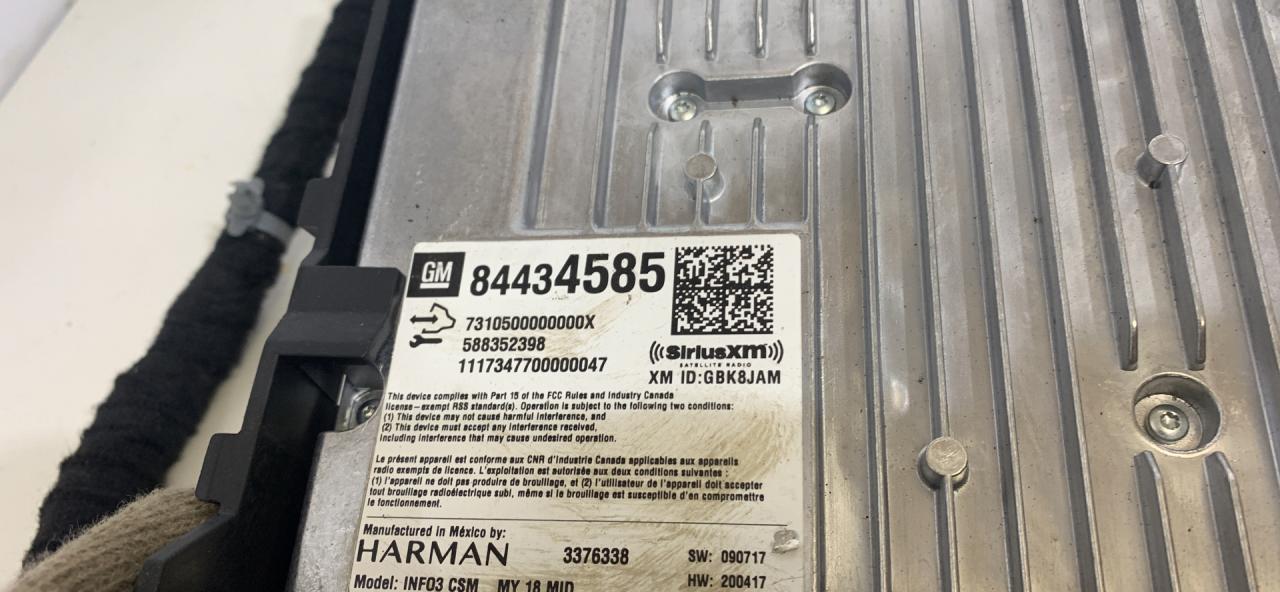 GM 84434585
7310500000000X
588352398
1117347700000047
((SiriusXM))
SATELLITE RADIO
XM ID:GBK8JAM
This device complies with Part 15 of the FCC Rules and Industry Canada
license-exempt RSS standard(s). Operation is subject to the following two conditions:
(1) This device may not cause harmful interference, and
(2) This device must accept any interference received,
including interference that may cause undesired operation.
Le présent appareil est conforme aux CNR d'Industrie Canada applicables aux appareils
radio exempts de licence. L'exploitation est autorisée aux deux conditions suivantes :
(1) l'appareil ne doit pas produire de brouillage, et (2) l'utilisateur de l'appareil doit accepter
tout brouillage radioélectrique subi, même si le brouillage est susceptible d'en compromettre
le fonctionnement.
Manufactured in México by:
HARMAN 3376338 SW: 090717
Model: INFO3 CSM MY 18 MID HW: 200417